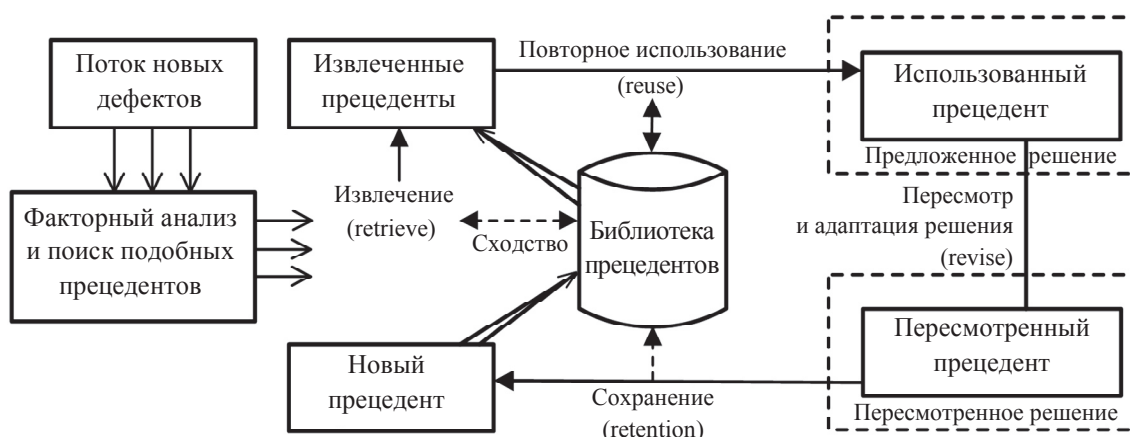 Поток новых
дефектов
Факторный анализ
и поиск подобных
прецедентов
Извлеченные
прецеденты
Извлечение
(retrieve)
Сходство
Повторное использование
(reuse)
Библиотека
прецедентов
Использованный
прецедент
Предложенное решение
Пересмотр
и адаптация решения
(revise)
Пересмотренный
прецедент
Пересмотренное решение
Сохранение
(retention)
Новый
прецедент